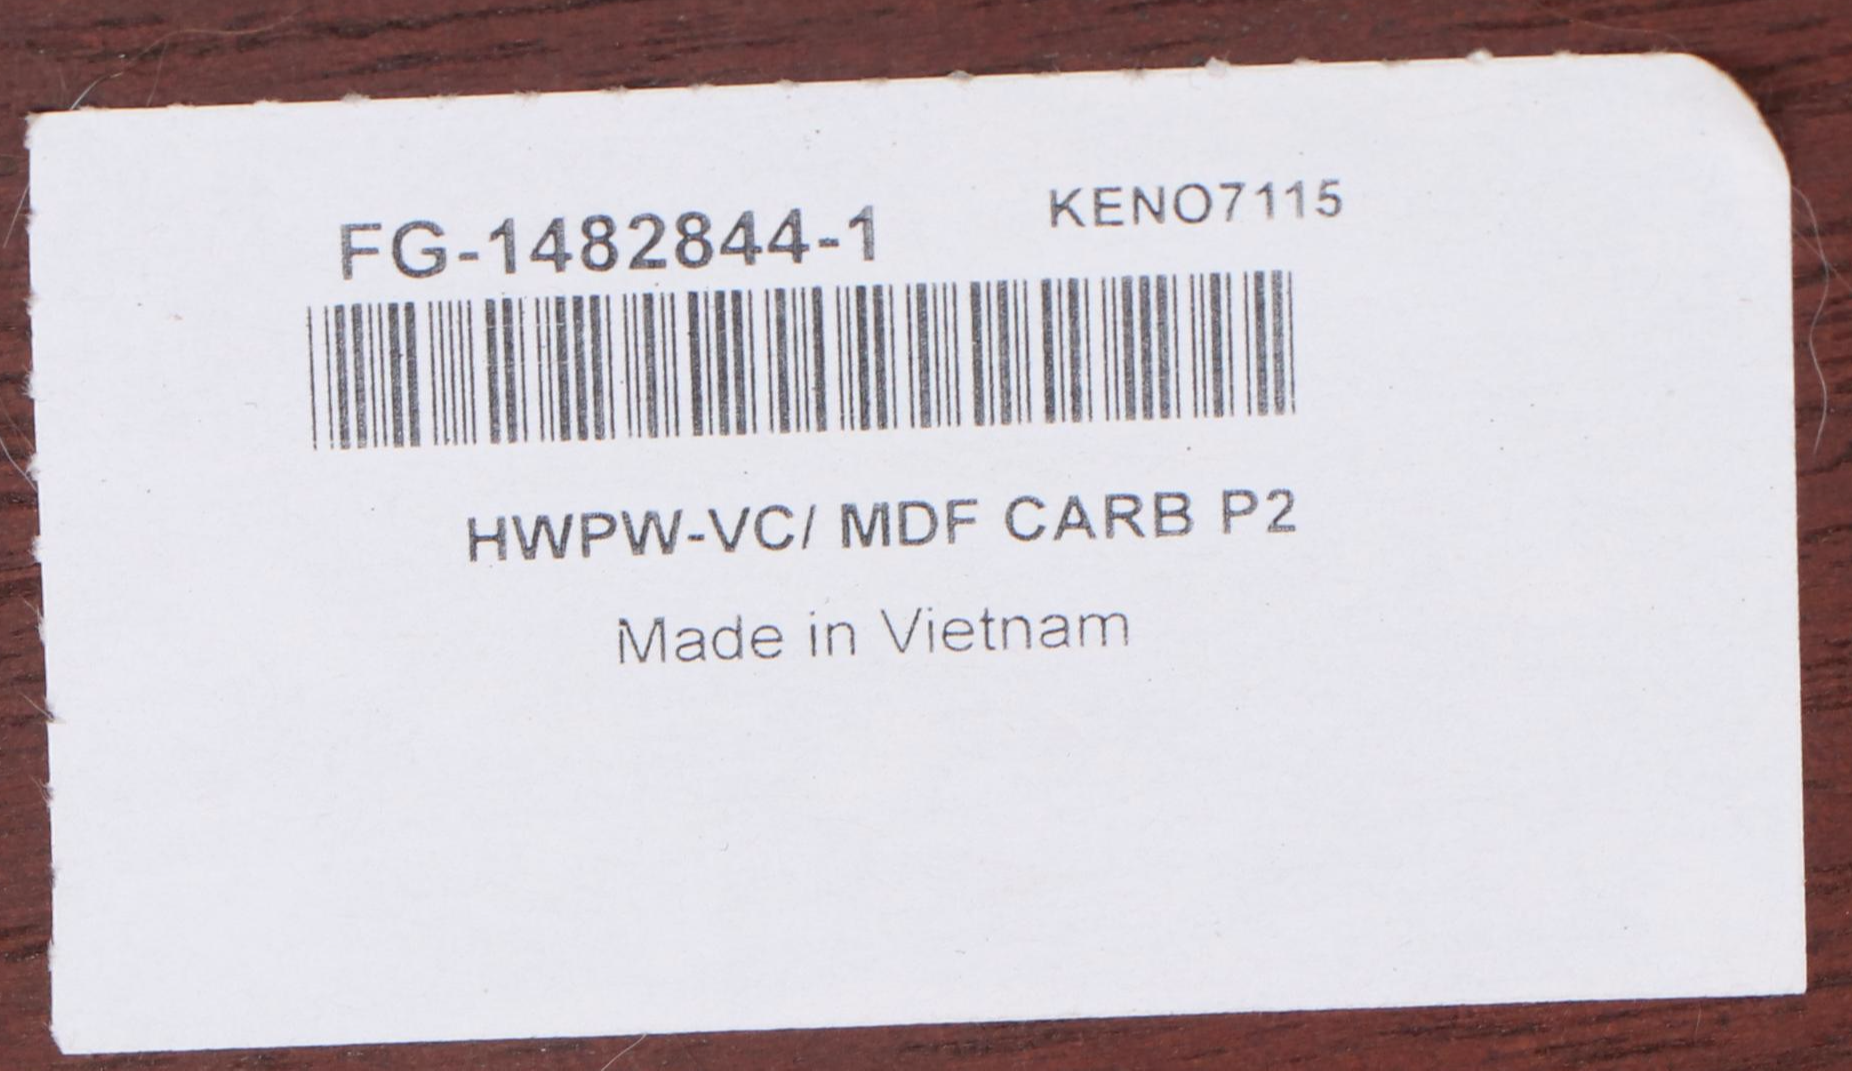 FG-1482844-1 KENO7115
HWPW-VC/ MDF CARB P2
Made in Vietnam